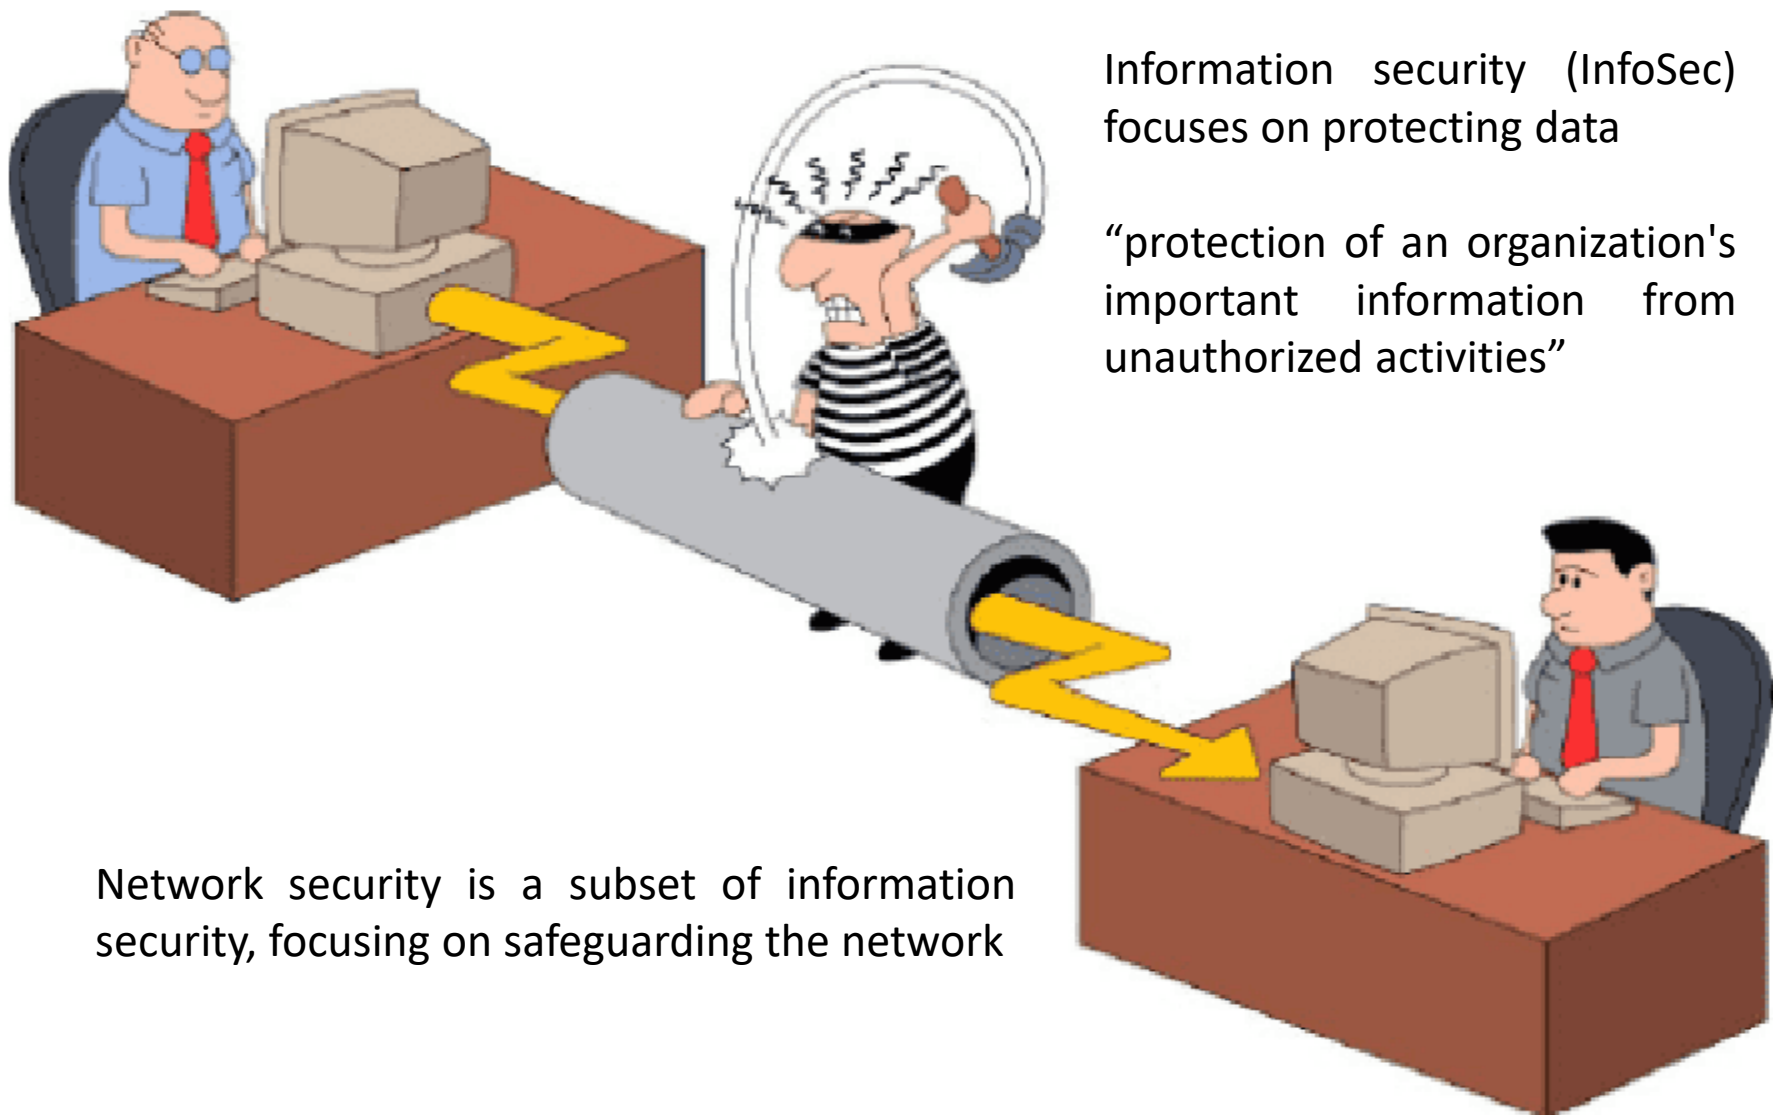 Information security (InfoSec)
focuses on protecting data
“protection of an organization's
important information from
unauthorized activities”
Network security is a subset of information
security, focusing on safeguarding the network